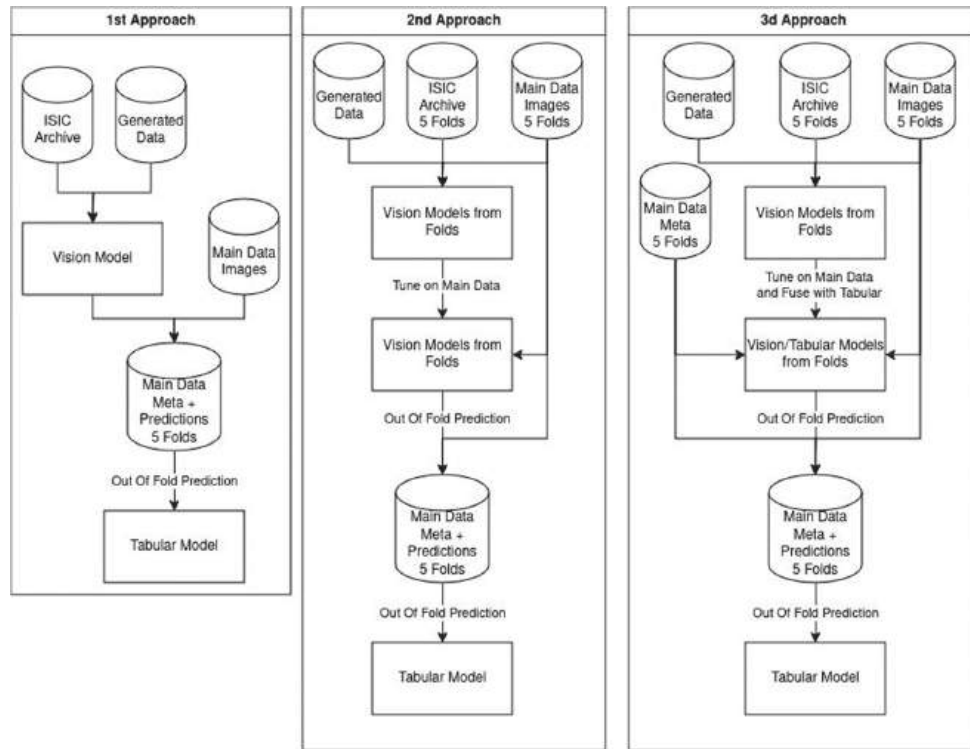 1st Approach
ISIC
Archive
Generated
Data
Vision Model
Main Data
Images
Main Data
Meta +
Predictions
5 Folds
Out Of Fold Prediction
Tabular Model
2nd Approach
Generated
Data
ISIC
Archive
5 Folds
Main Data
Images
5 Folds
Vision Models from
Folds
Tune on Main Data
Vision Models from
Folds
Out Of Fold Prediction
Main Data
Meta +
Predictions
5 Folds
Out Of Fold Prediction
Tabular Model
3d Approach
Generated
Data
ISIC
Archive
5 Folds
Main Data
Images
5 Folds
Main Data
Meta
5 Folds
Vision Models from
Folds
Tune on Main Data
and Fuse with Tabular
Vision/Tabular Models
from Folds
Out Of Fold Prediction
Main Data
Meta +
Predictions
5 Folds
Out Of Fold Prediction
Tabular Model